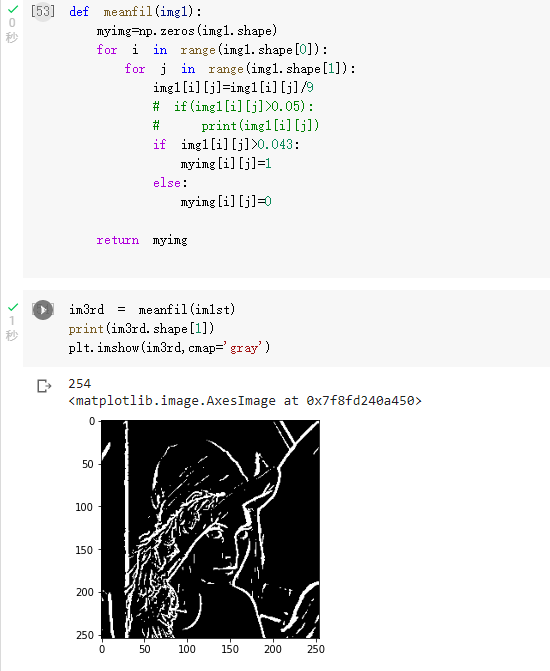 [53] def meanfil(img1):
0
秒
myimg=np.zeros(img1.shape)
for i in range(img1.shape[0]):
for j in range(img1.shape[1]):
img1[i][j]=img1[i][j]/9
# if(img1[i][j]>0.05):
# print(img1[i][j])
if img1[i][j]>0.043:
myimg[i][j]=1
else:
myimg[i][j]=0
return myimg
1
秒
im3rd = meanfil(im1st)
print(im3rd.shape[1])
plt.imshow(im3rd,cmap='gray')
254
<matplotlib.image.AxesImage at 0x7f8fd240a450>
0
50
100
150
200
250
0 50 100 150 200 250